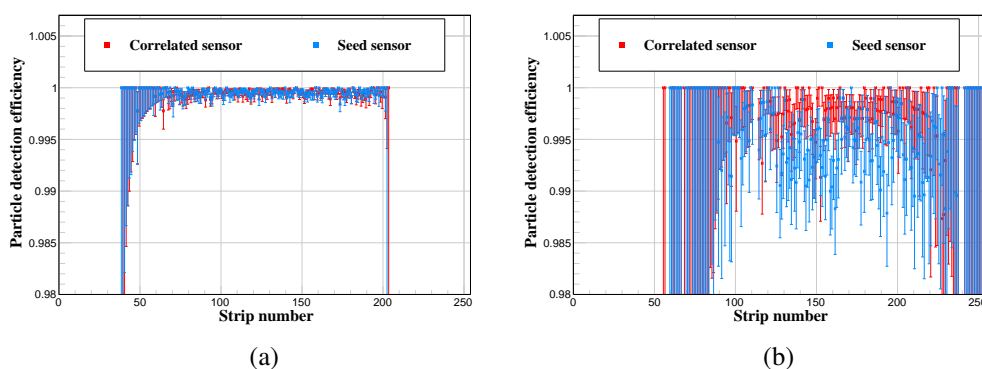 1.005
1
0.995
0.99
0.985
0.98
0
50
100
150
200
250
Particle detection efficiency
Strip number
Correlated sensor
Seed sensor
(a)
1.005
1
0.995
0.99
0.985
0.98
0
50
100
150
200
250
Particle detection efficiency
Strip number
Correlated sensor
Seed sensor
(b)